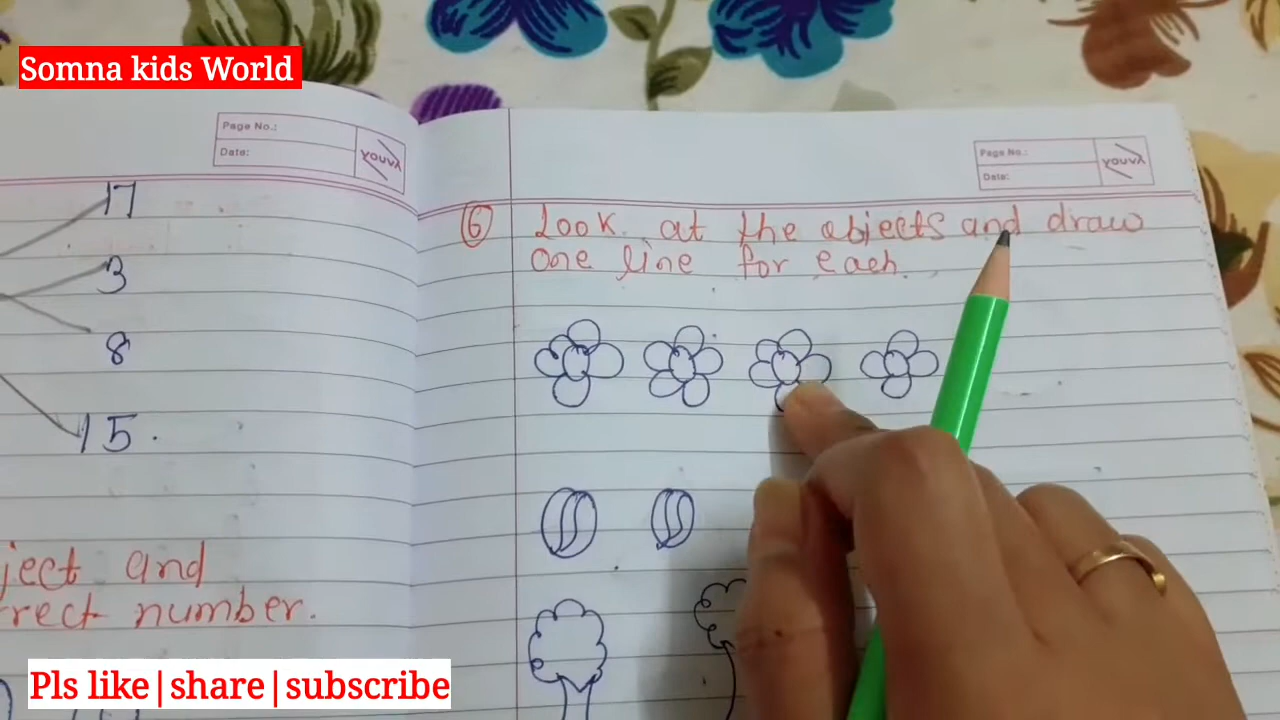 Somna kids World
Page No.:
Date:
youva
17
3
8
15.
ject and
rrect number.
Page No.:
Date:
youva
6 Look at the objects and draw
one line for each.
Pls like|share|subscribe